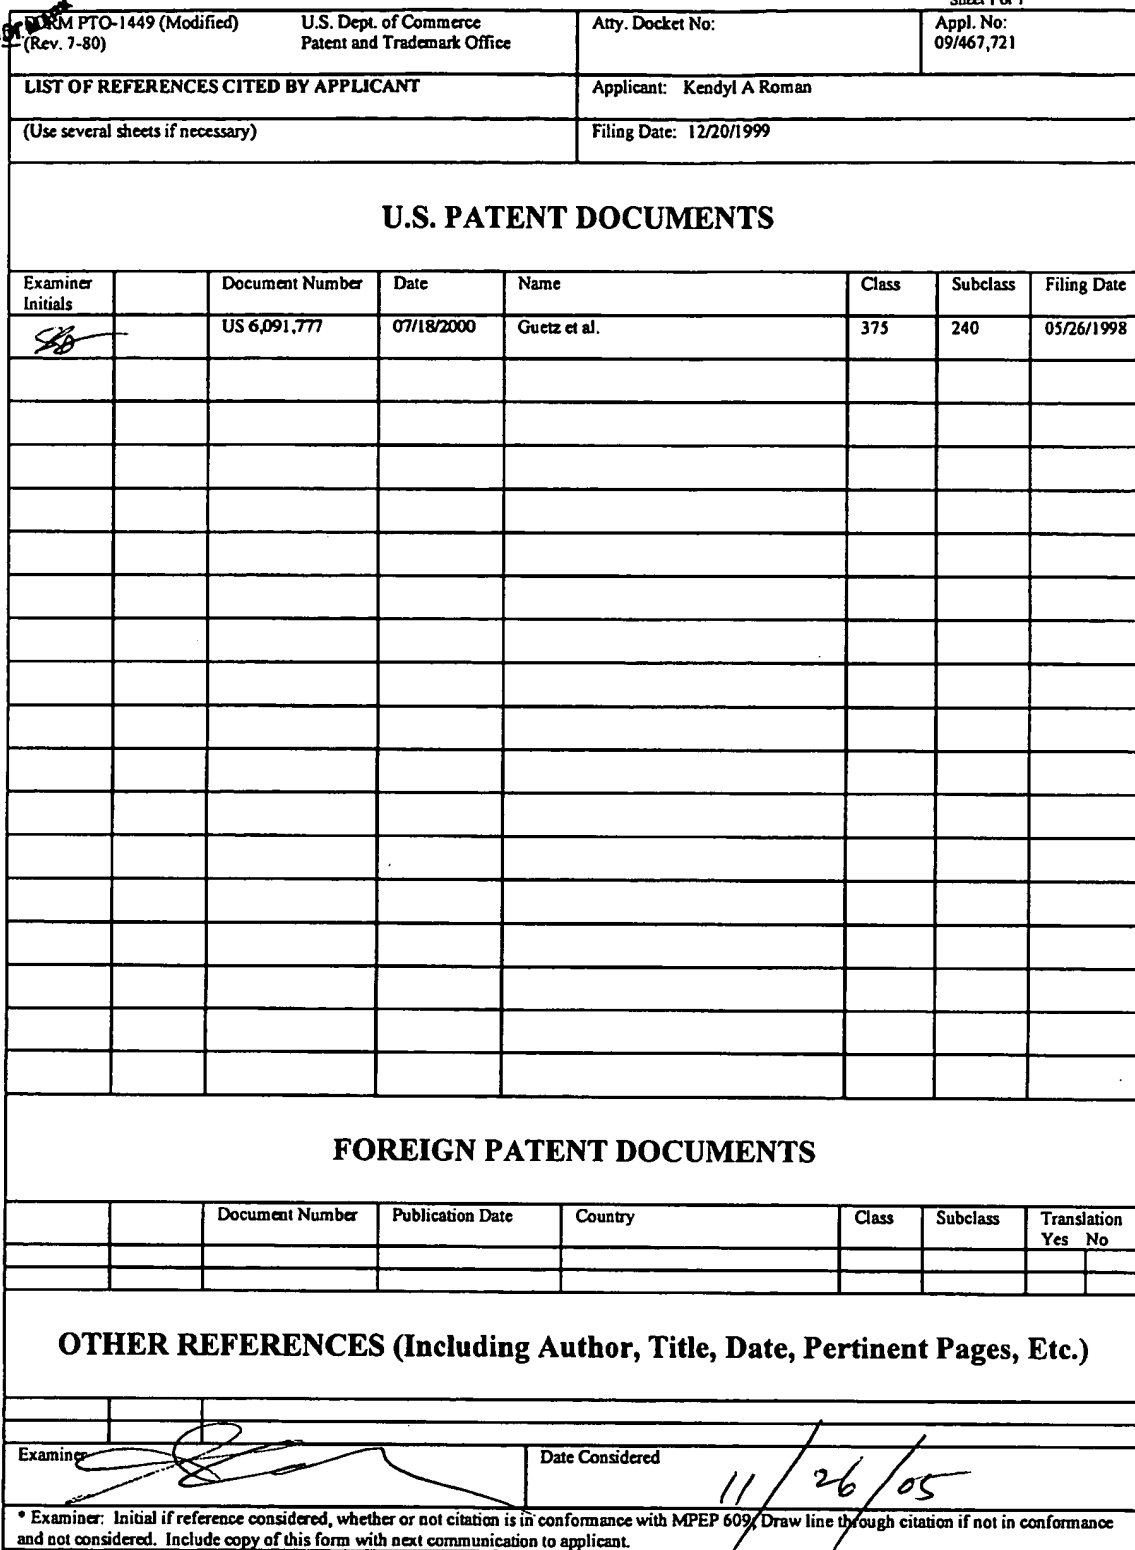 Sheet 1 of 1
FORM PTO-1449 (Modified) U.S. Dept. of Commerce Atty. Docket No: Appl. No:
(Rev. 7-80) Patent and Trademark Office 09/467,721
LIST OF REFERENCES CITED BY APPLICANT Applicant: Kendyl A Roman
(Use several sheets if necessary) Filing Date: 12/20/1999
U.S. PATENT DOCUMENTS
Examiner Document Number Date Name Class Subclass Filing Date
Initials
US 6,091,777 07/18/2000 Guetz et al. 375 240 05/26/1998
FOREIGN PATENT DOCUMENTS
Document Number Publication Date Country Class Subclass Translation
Yes No
OTHER REFERENCES (Including Author, Title, Date, Pertinent Pages, Etc.)
Examiner Date Considered
11/26/05
* Examiner: Initial if reference considered, whether or not citation is in conformance with MPEP 609; Draw line through citation if not in conformance
and not considered. Include copy of this form with next communication to applicant.